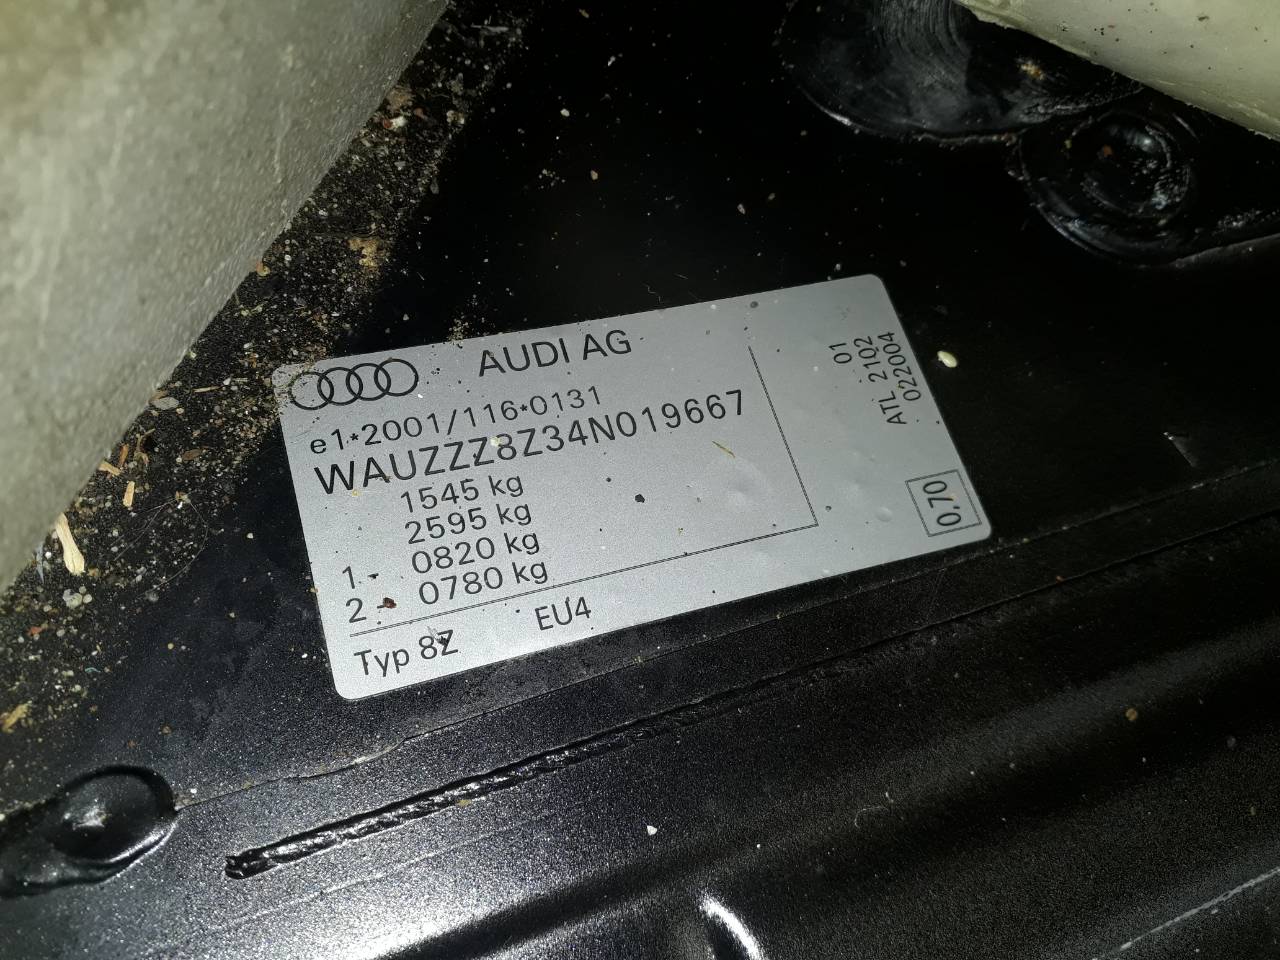 AUDI AG
e1*2001/116*0131
WAUZZZ8Z34N019667
1545 kg
2595 kg
1 - 0820 kg
2 - 0780 kg
Typ 8Z EU4
01
ATL 2102
022004
0,70